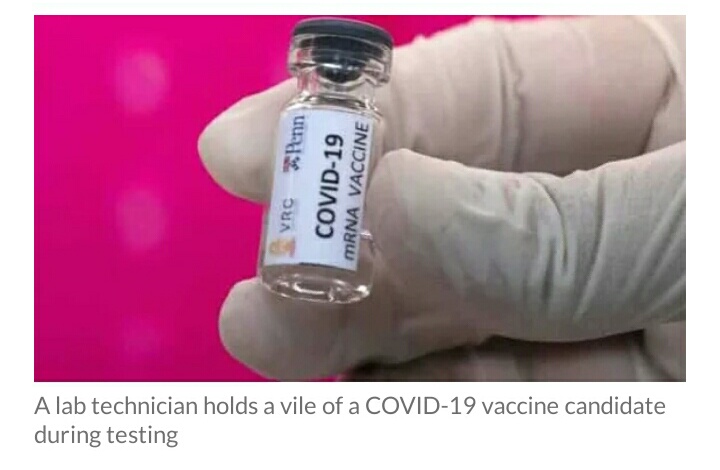 Penn
VRC
COVID-19
mRNA VACCINE
A lab technician holds a vile of a COVID-19 vaccine candidate
during testing